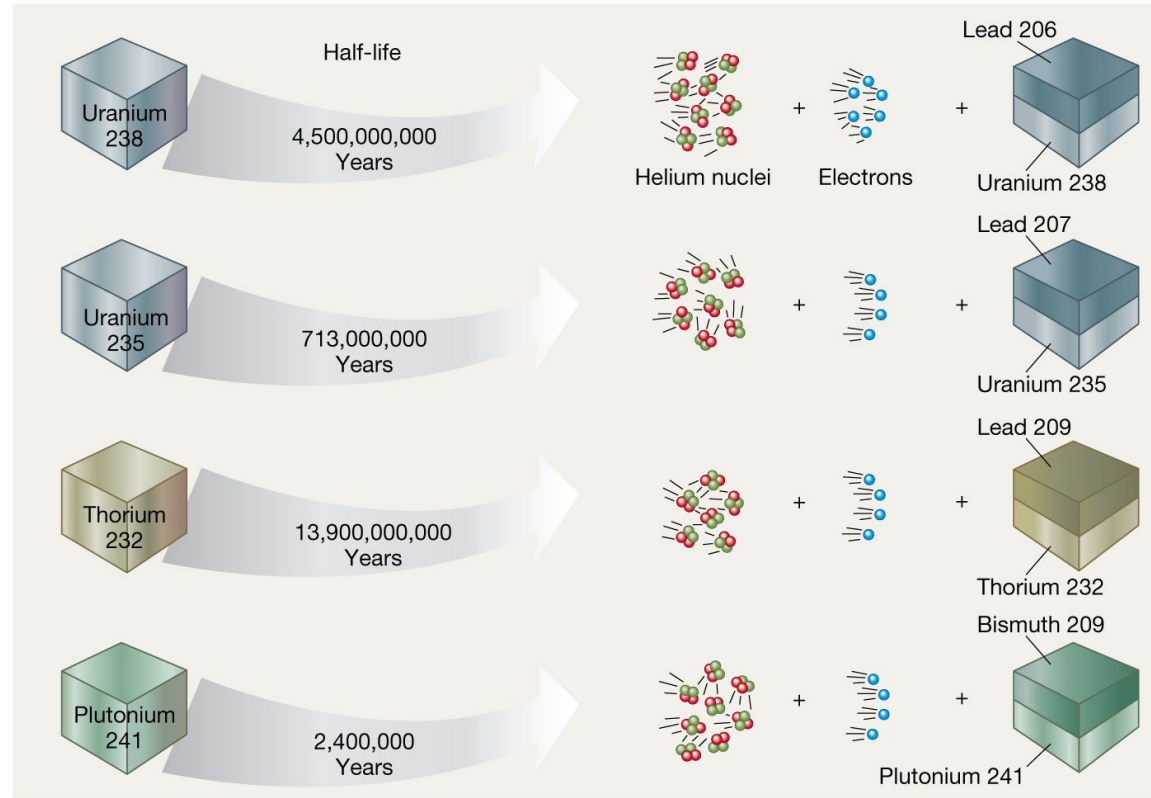 Half-life
Uranium
238
4,500,000,000
Years
Helium nuclei
+
Electrons
+
Lead 206
Uranium 238
Uranium
235
713,000,000
Years
+
+
Lead 207
Uranium 235
Thorium
232
13,900,000,000
Years
+
+
Lead 209
Thorium 232
Plutonium
241
2,400,000
Years
+
+
Bismuth 209
Plutonium 241